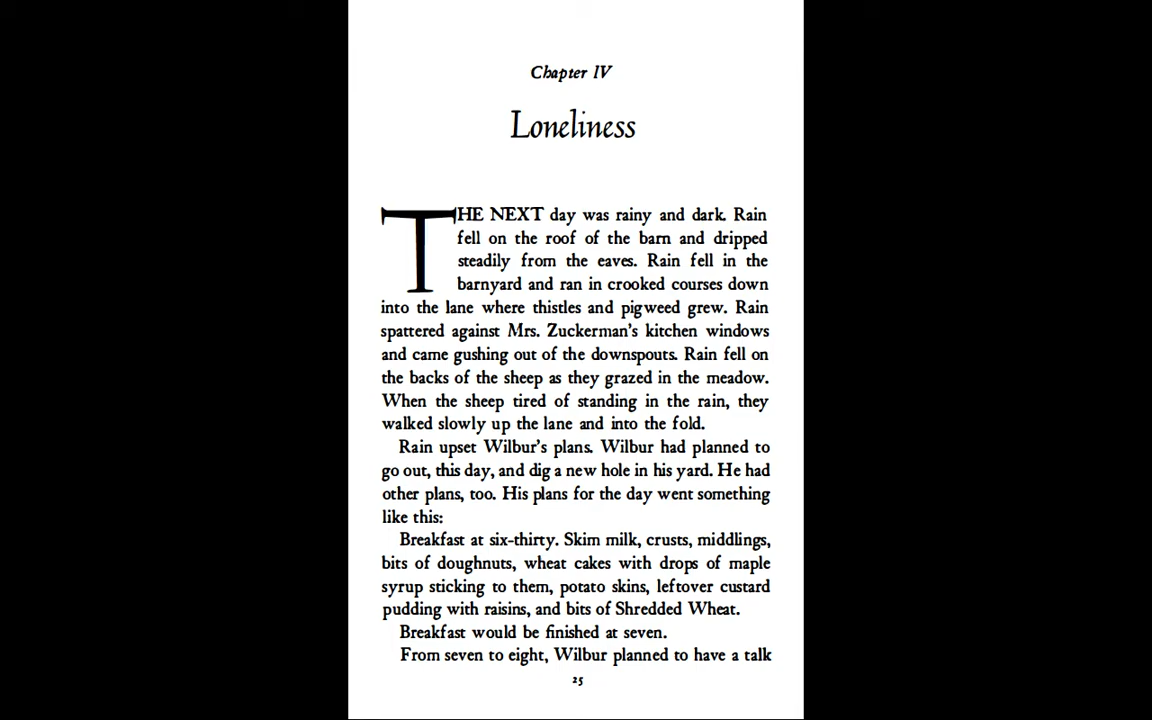 Chapter IV
Loneliness
THE NEXT day was rainy and dark. Rain
fell on the roof of the barn and dripped
steadily from the eaves. Rain fell in the
barnyard and ran in crooked courses down
into the lane where thistles and pigweed grew. Rain
spattered against Mrs. Zuckerman's kitchen windows
and came gushing out of the downspouts. Rain fell on
the backs of the sheep as they grazed in the meadow.
When the sheep tired of standing in the rain, they
walked slowly up the lane and into the fold.
Rain upset Wilbur's plans. Wilbur had planned to
go out, this day, and dig a new hole in his yard. He had
other plans, too. His plans for the day went something
like this:
Breakfast at six-thirty. Skim milk, crusts, middlings,
bits of doughnuts, wheat cakes with drops of maple
syrup sticking to them, potato skins, leftover custard
pudding with raisins, and bits of Shredded Wheat.
Breakfast would be finished at seven.
From seven to eight, Wilbur planned to have a talk
25